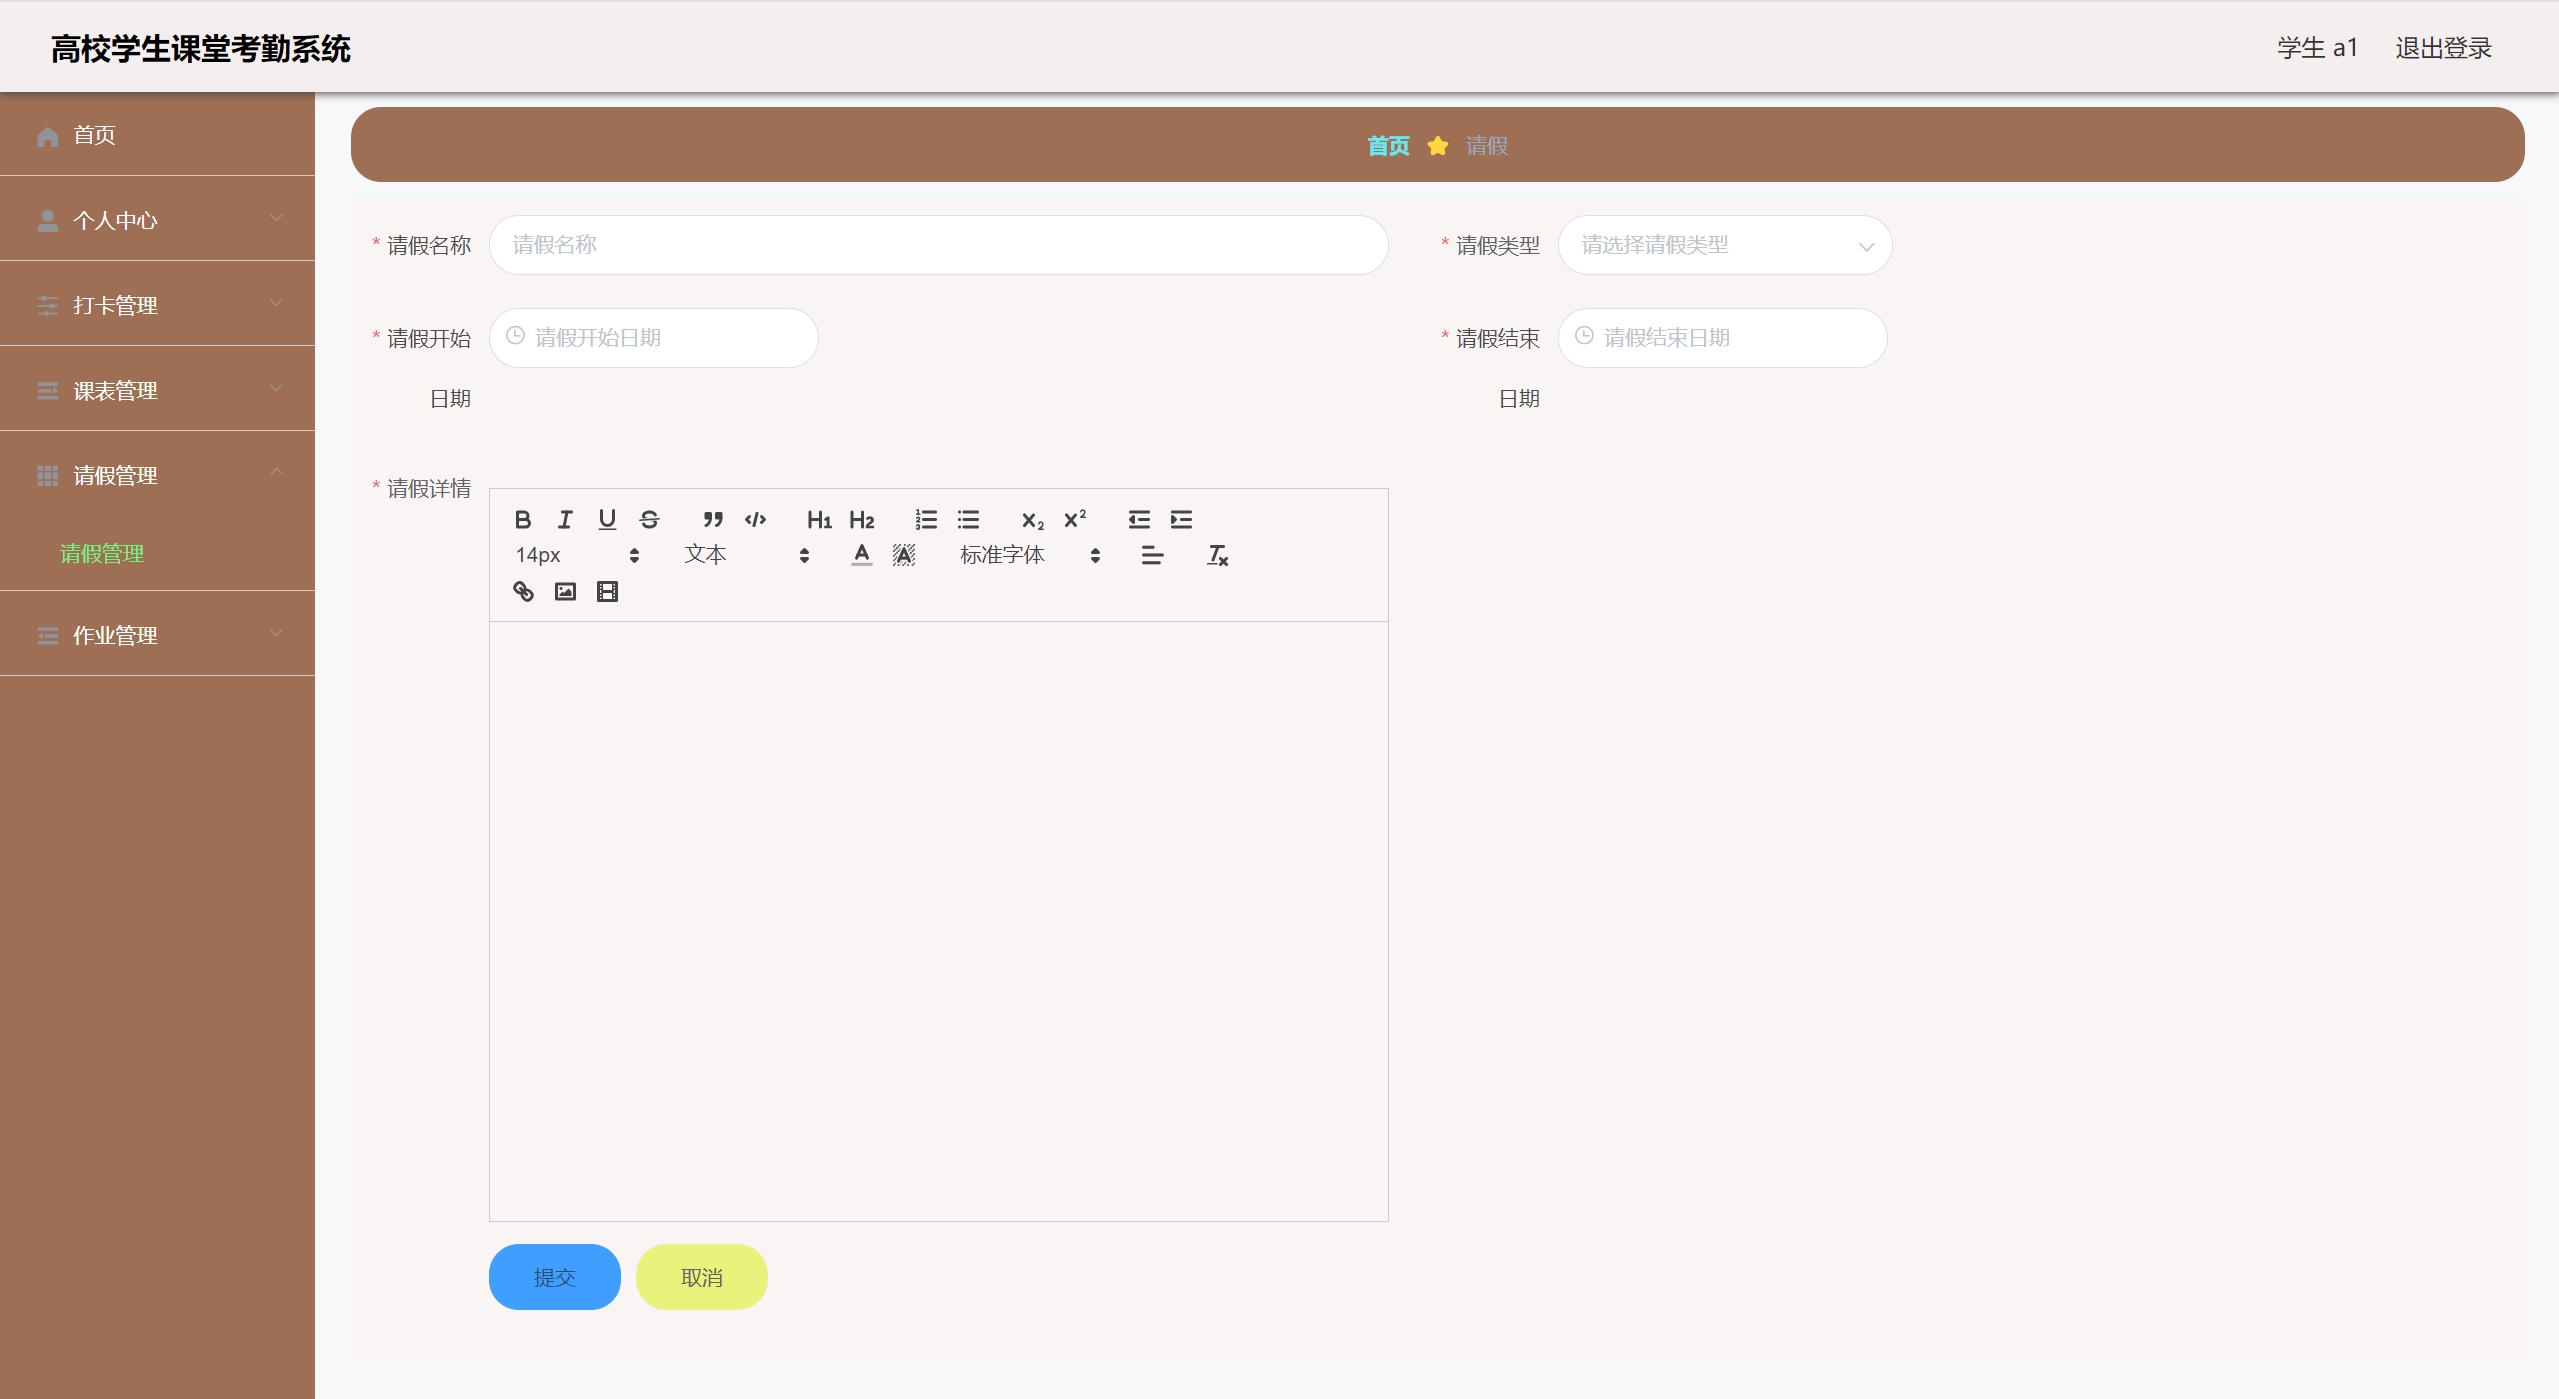 高校学生课堂考勤系统
学生 a1 退出登录
首页
个人中心
打卡管理
课表管理
请假管理
请假管理
作业管理
首页 请假
* 请假名称 请假名称 * 请假类型 请选择请假类型
* 请假开始日期 请假开始日期 * 请假结束日期 请假结束日期
* 请假详情
14px 文本 标准字体
提交 取消